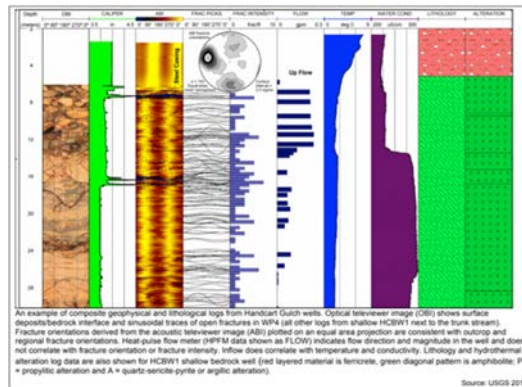 Depth OBI CALIPER ABI FRAC PICKS FRAC INTENSITY FLOW TEMP WATER COND LITHOLOGY ALTERATION
Steel Casing
Up Flow
An example of composite geophysical and lithological logs from Handcart Gulch wells. Optical televiewer image (OBI) shows surface
deposits/bedrock interface and sinusoidal traces of open fractures in WP4 (all other logs from shallow HCBW1 next to the trunk stream).
Fracture orientations derived from the acoustic televiewer image (ABI) plotted on an equal area projection are consistent with outcrop and
regional fracture orientations. Heat-pulse flow meter (HPFM data shown as FLOW) indicates flow direction and magnitude in the well and does
not correlate with fracture orientation or fracture intensity. Inflow does correlate with temperature and conductivity. Lithology and hydrothermal
alteration log data are also shown for HCBW1 shallow bedrock well (red layered material is ferricrete, green diagonal pattern is amphibolite: P
= propylitic alteration and A = quartz-sericite-pyrite or argillic alteration).
Source: USGS.gov